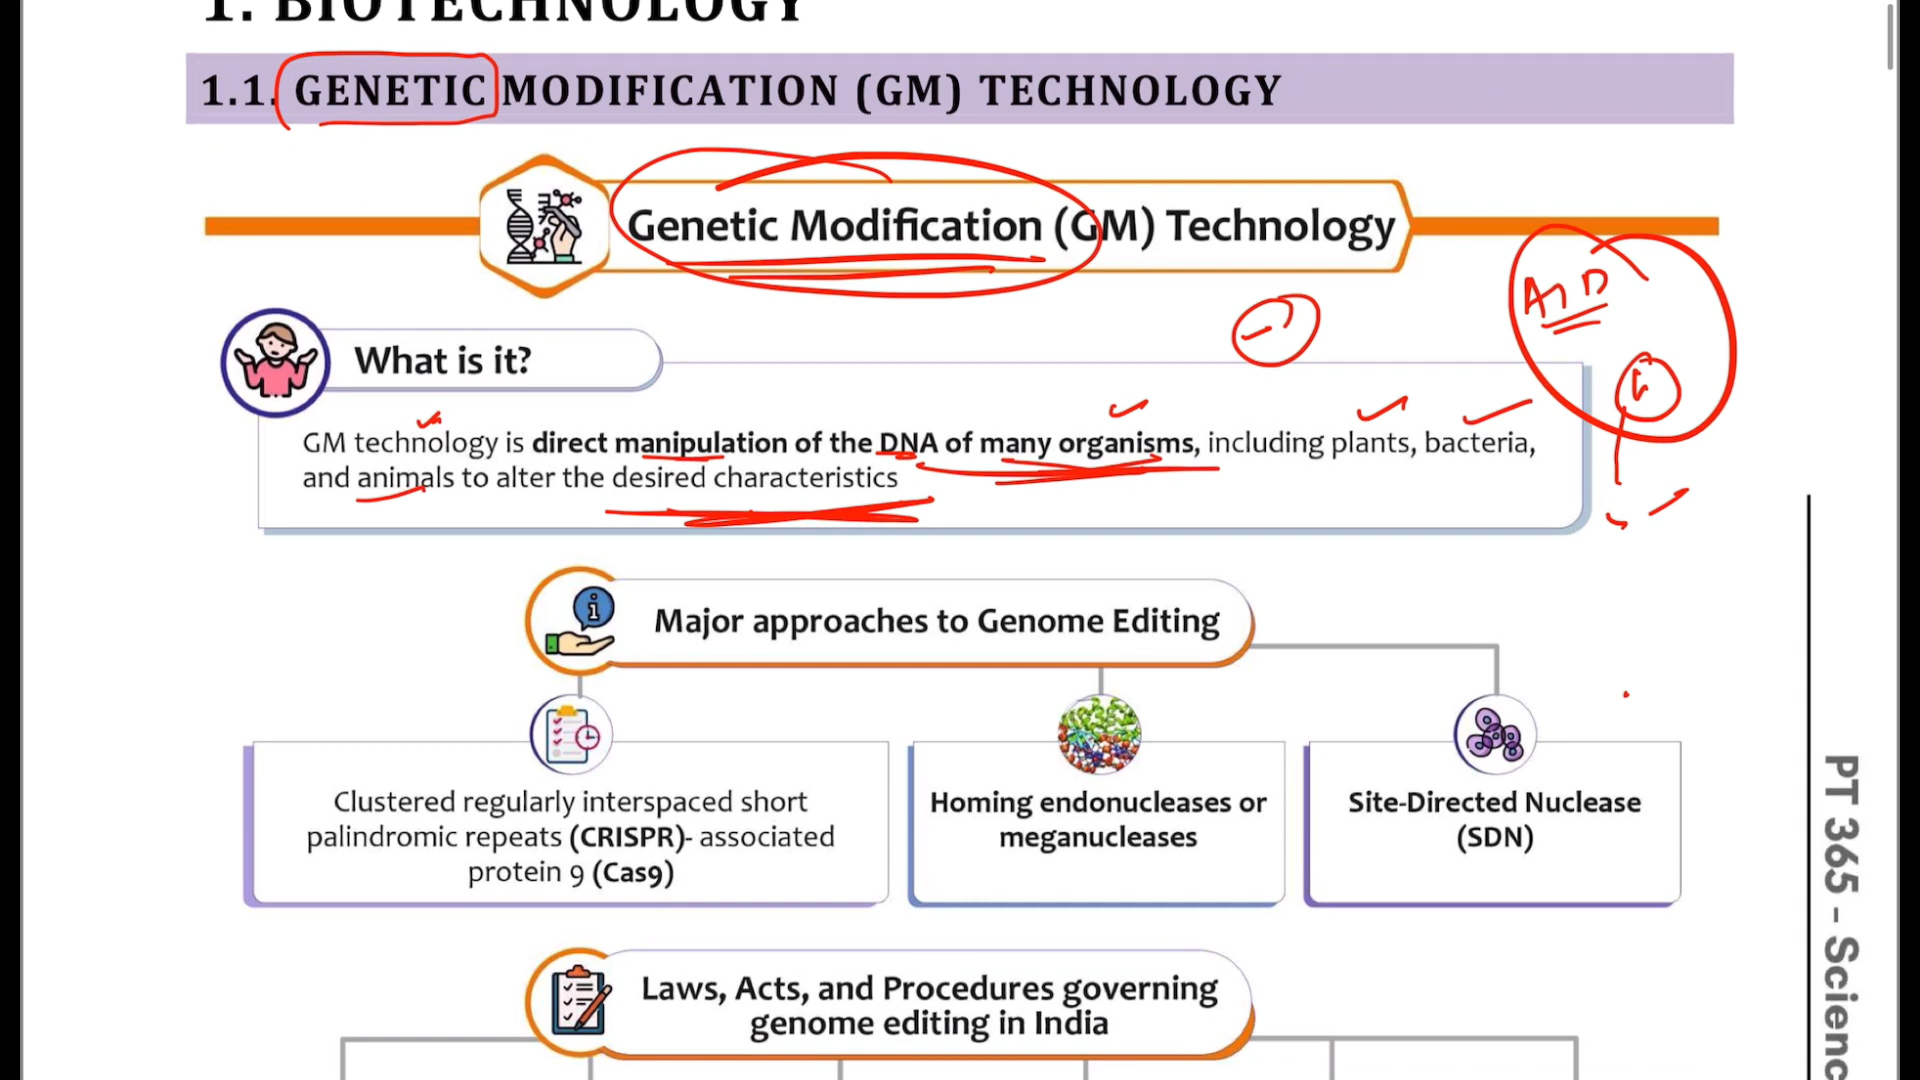 1. BIOTECHNOLOGY
1.1. GENETIC MODIFICATION (GM) TECHNOLOGY
Genetic Modification (GM) Technology
What is it?
GM technology is direct manipulation of the DNA of many organisms, including plants, bacteria,
and animals to alter the desired characteristics
Major approaches to Genome Editing
Clustered regularly interspaced short
palindromic repeats (CRISPR)- associated
protein 9 (Cas9)
Homing endonucleases or
meganucleases
Site-Directed Nuclease
(SDN)
Laws, Acts, and Procedures governing
genome editing in India
PT 365 - Scienc